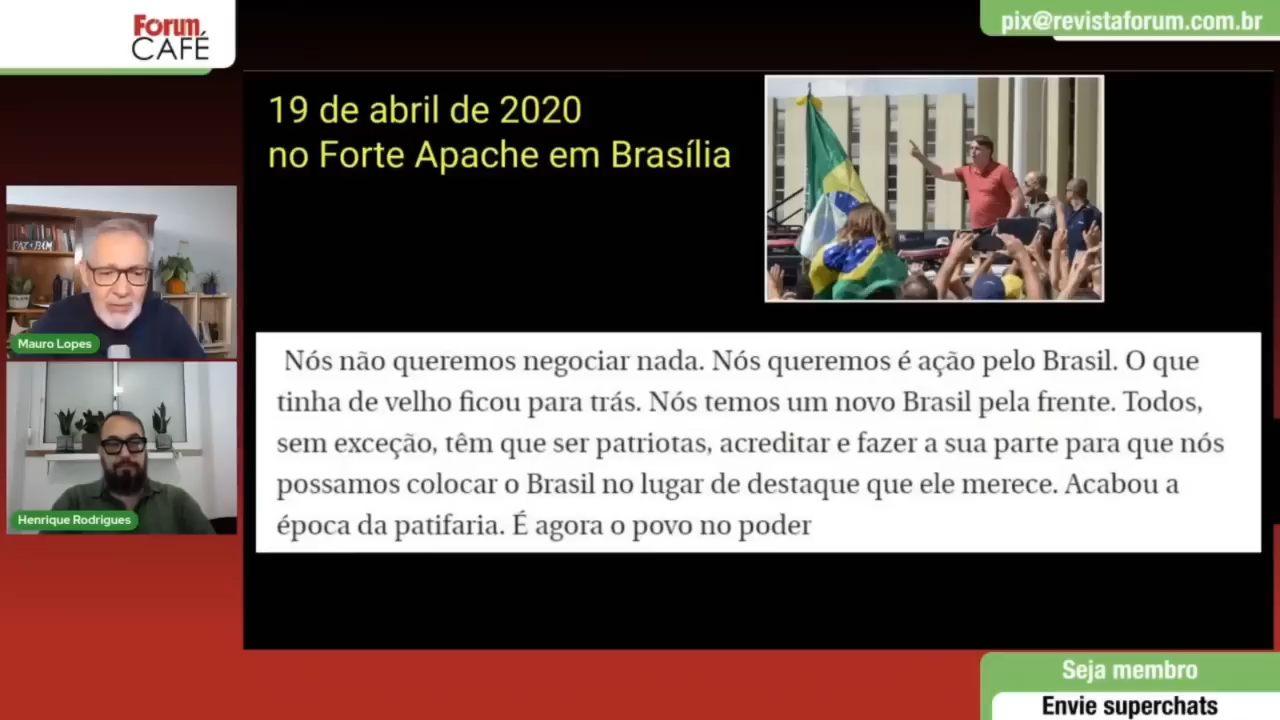 Forum
CAFÉ
pix@revistaforum.com.br
19 de abril de 2020
no Forte Apache em Brasília
PAZ+BEM
Mauro Lopes
Henrique Rodrigues
Nós não queremos negociar nada. Nós queremos é ação pelo Brasil. O que
tinha de velho ficou para trás. Nós temos um novo Brasil pela frente. Todos,
sem exceção, têm que ser patriotas, acreditar e fazer a sua parte para que nós
possamos colocar o Brasil no lugar de destaque que ele merece. Acabou a
época da patifaria. É agora o povo no poder
Seja membro
Envie superchats